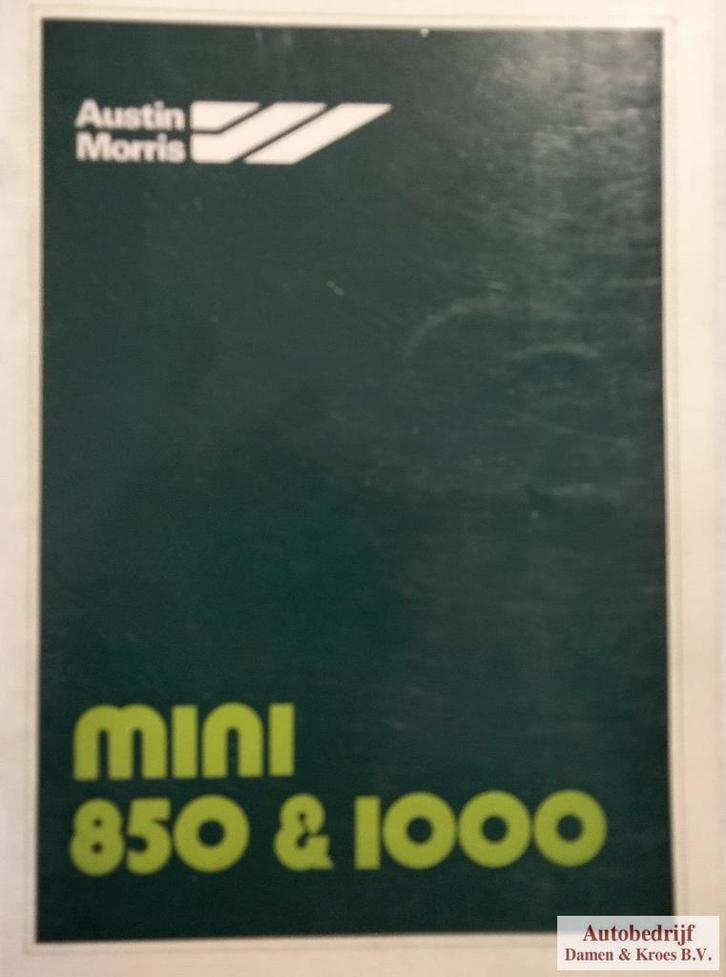 Austin
Morris
mini
850 & 1000
Autobedrijf
Damen & Kroes B.V.